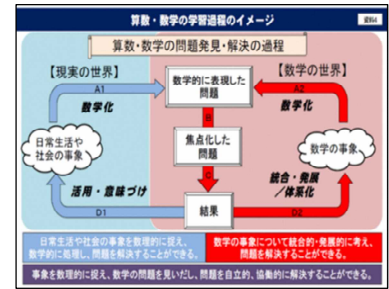 算数・数学の学習過程のイメージ
資料4
算数・数学の問題発見・解決の過程
【現実の世界】
【数学の世界】
A1
数学的に表現した
問題
A2
数学化
数学化
B
日常生活や
社会の事象
焦点化した
問題
数学の事象
C
活用・意味づけ
統合・発展
/体系化
D1
結果
D2
日常生活や社会の事象を数理的に捉え、
数学的に処理し、問題を解決することができる。
数学の事象について統合的・発展的に考え、
問題を解決することができる。
事象を数理的に捉え、数学の問題を見いだし、問題を自立的、協働的に解決することができる。